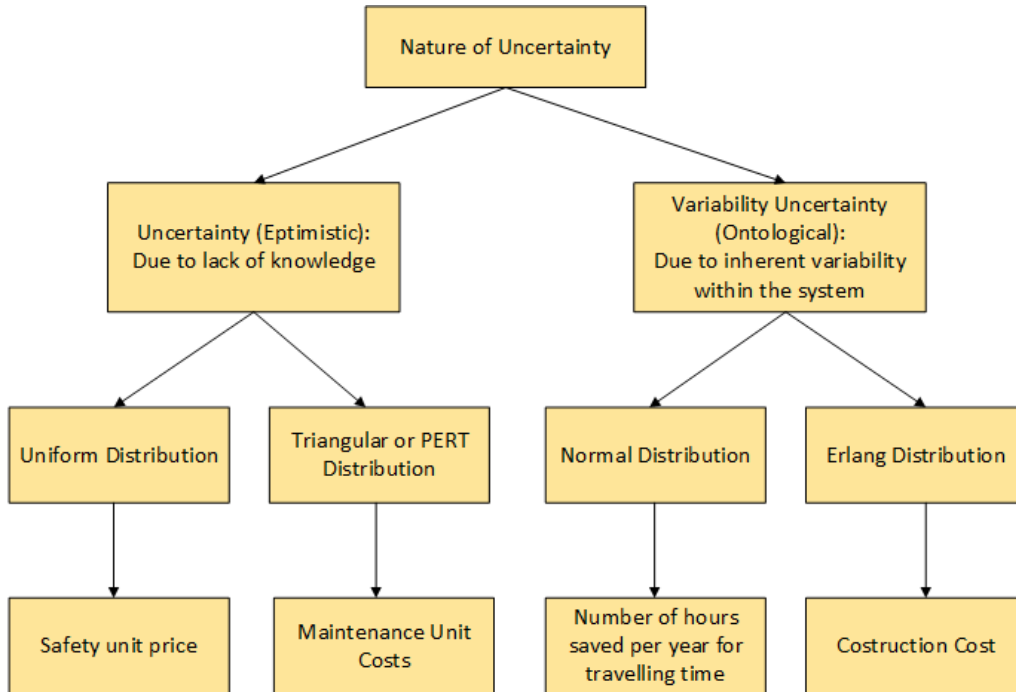 Nature of Uncertainty
Uncertainty (Eptimistic):
Due to lack of knowledge
Variability Uncertainty
(Ontological):
Due to inherent variability
within the system
Uniform Distribution
Triangular or PERT
Distribution
Normal Distribution
Erlang Distribution
Safety unit price
Maintenance Unit
Costs
Number of hours
saved per year for
travelling time
Costruction Cost